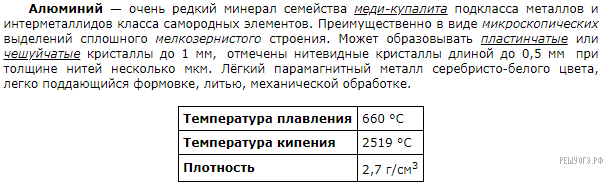 Алюминий — очень редкий минерал семейства меди-купалита подкласса металлов и
интерметаллидов класса самородных элементов. Преимущественно в виде микроскопических
выделений сплошного мелкозернистого строения. Может образовывать пластинчатые или
чешуйчатые кристаллы до 1 мм, отмечены нитевидные кристаллы длиной до 0,5 мм при
толщине нитей несколько мкм. Лёгкий парамагнитный металл серебристо-белого цвета,
легко поддающийся формовке, литью, механической обработке.
Температура плавления 660 °C
Температура кипения 2519 °C
Плотность 2,7 г/см³
РЕШУОГЭ.РФ